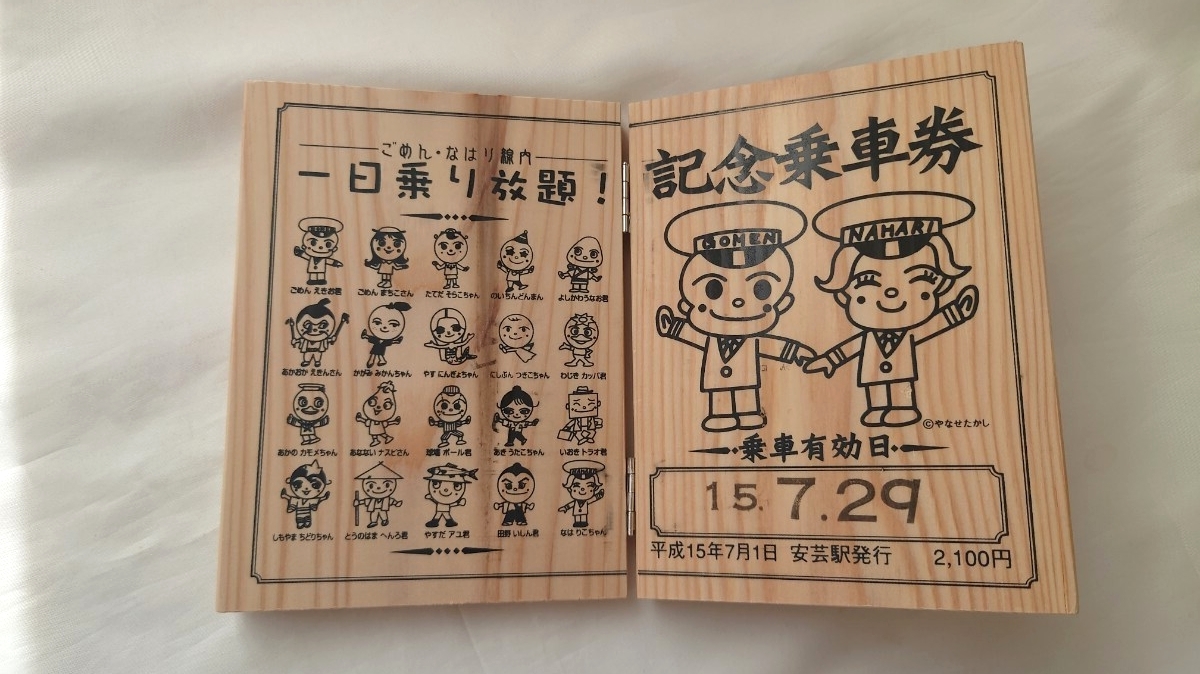 ごめん・なはり線内
一日乗り放題！
ごめん えきお君
ごめん まちこさん
たてだ そらこちゃん
のいちんどんまん
よしかわうなお君
あかおか えきんさん
かがみ みかんちゃん
やす にんぎょちゃん
にしぶん つきこちゃん
わじき カッパ君
あかの カモメちゃん
あなない ナスビさん
球場 ボール君
あき うたこちゃん
いおき トラオ君
しもやま ちどりちゃん
とうのはま へんろ君
やすだ アユ君
田野 いしん君
なは りこちゃん
記念乗車券
GOMEN
NAHARI
©やなせたかし
乗車有効日
15.7.29
平成15年7月1日 安芸駅発行 2,100円